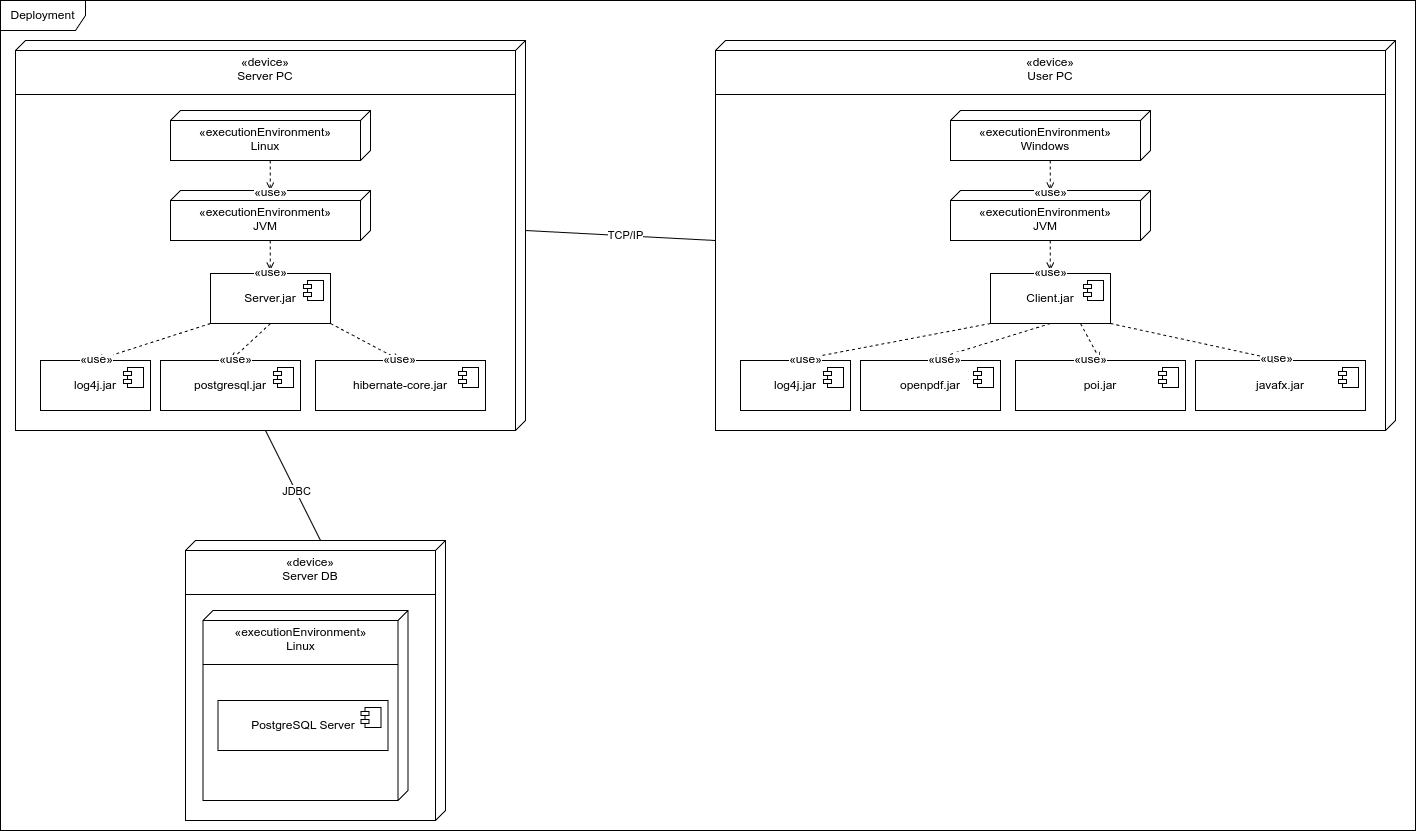 Deployment
«device»
Server PC
«executionEnvironment»
Linux
«use»
«executionEnvironment»
JVM
«use»
Server.jar
«use»
«use»
«use»
log4j.jar
postgresql.jar
hibernate-core.jar
TCP/IP
«device»
User PC
«executionEnvironment»
Windows
«use»
«executionEnvironment»
JVM
«use»
Client.jar
«use»
«use»
«use»
«use»
log4j.jar
openpdf.jar
poi.jar
javafx.jar
JDBC
«device»
Server DB
«executionEnvironment»
Linux
PostgreSQL Server